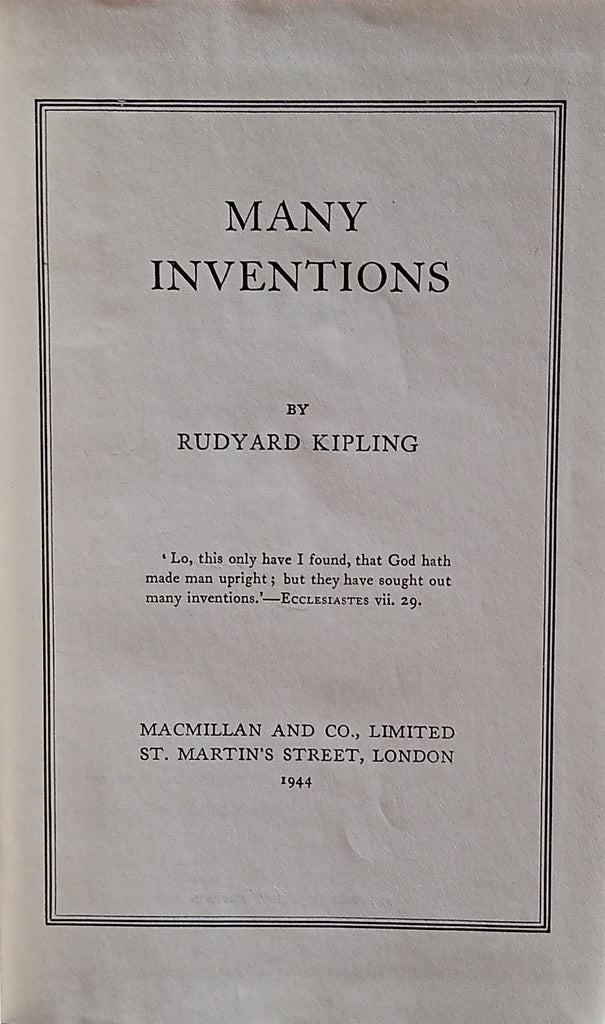 MANY
INVENTIONS
BY
RUDYARD KIPLING
‘ Lo, this only have I found, that God hath
made man upright ; but they have sought out
many inventions.’—ECCLESIASTES vii. 29.
MACMILLAN AND CO., LIMITED
ST. MARTIN’S STREET, LONDON
1944